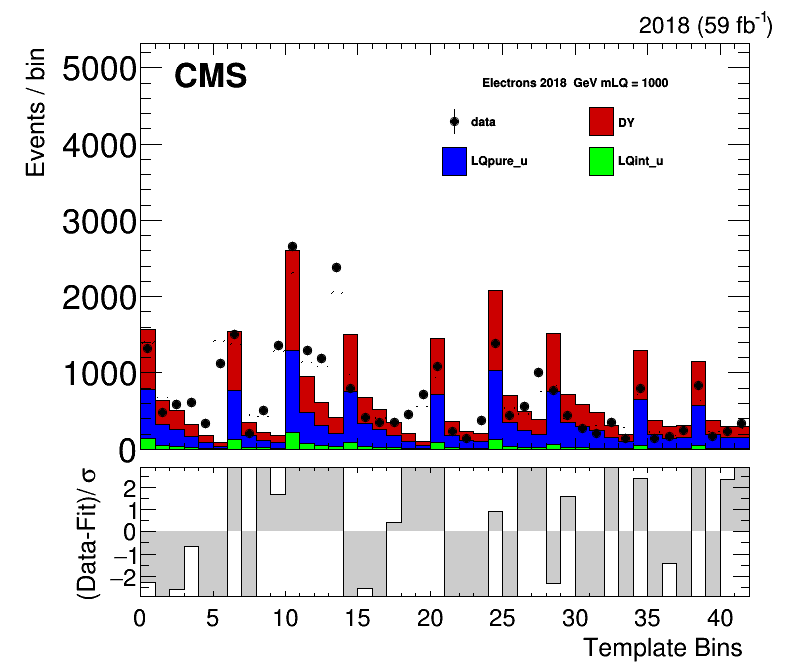 2018 (59 fb-1)
CMS
Electrons 2018 GeV mLQ = 1000
data
DY
LQpure_u
LQint_u
Events / bin
5000
4000
3000
2000
1000
0
(Data-Fit)/ σ
2
1
0
−1
−2
0 5 10 15 20 25 30 35 40
Template Bins